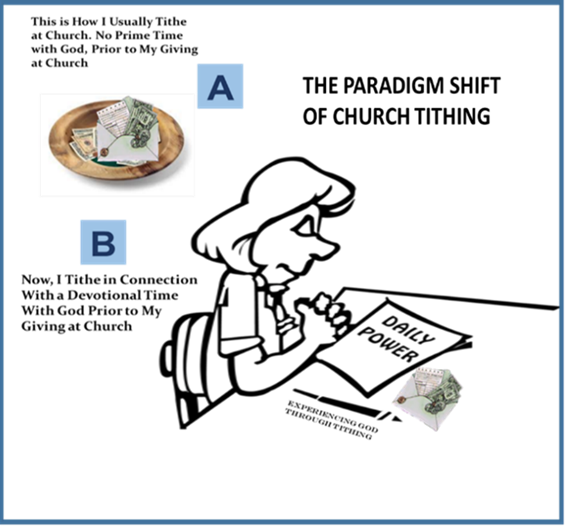 This is How I Usually Tithe
at Church. No Prime Time
with God, Prior to My Giving
at Church
A
THE PARADIGM SHIFT
OF CHURCH TITHING
B
Now, I Tithe in Connection
With a Devotional Time
With God Prior to My
Giving at Church
DAILY
POWER
EXPERIENCING GOD
THROUGH TITHING